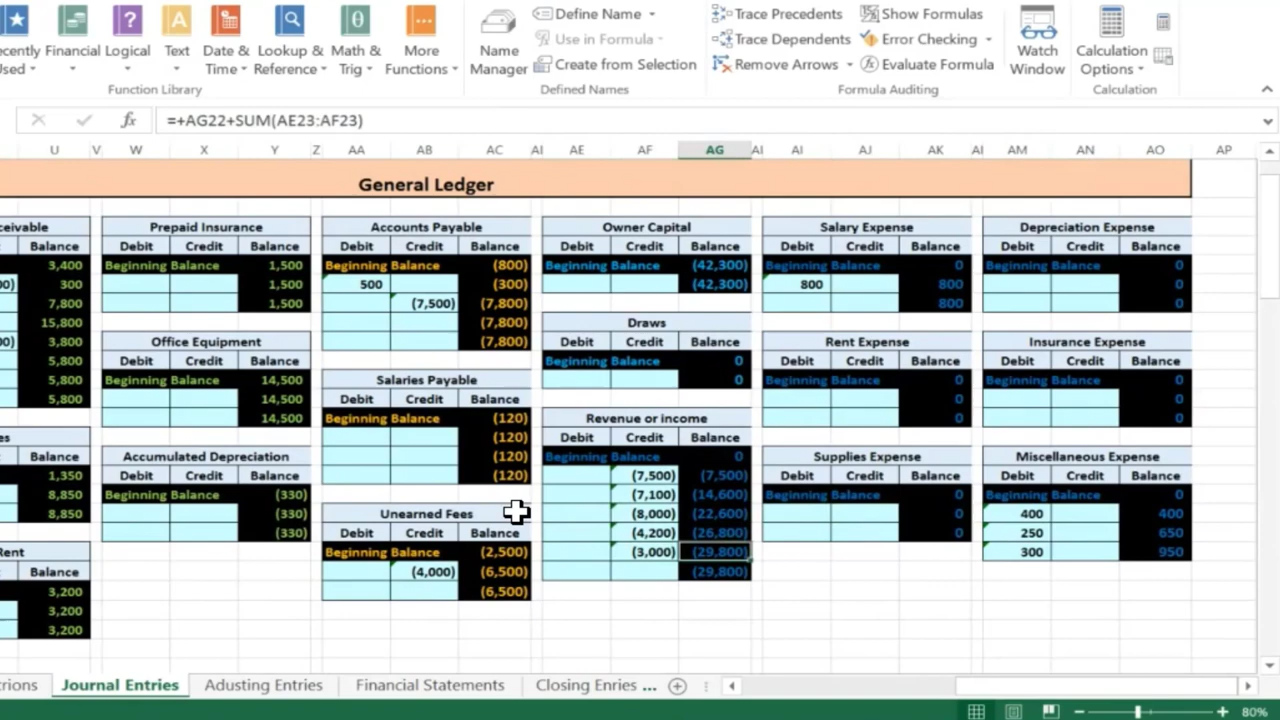 ecently Financial Logical Text Date & Lookup & Math & More Name Watch Calculation
Used Time Reference Trig Functions Manager Window Options
Define Name Trace Precedents Show Formulas
Use in Formula Trace Dependents Error Checking
Create from Selection Remove Arrows Evaluate Formula
Function Library Defined Names Formula Auditing Calculation
fx =+AG22+SUM(AE23:AF23)
U V W X Y Z AA AB AC AE AF AG AI AJ AK AM AN AO AP
General Ledger
ceivable
Balance
3,400
00) 300
7,800
15,800
00) 3,800
5,800
5,800
5,800
es
Balance
1,350
8,850
8,850
Rent
Balance
3,200
3,200
3,200
Prepaid Insurance
Debit Credit Balance
Beginning Balance 1,500
1,500
1,500
Office Equipment
Debit Credit Balance
Beginning Balance 14,500
14,500
14,500
Accumulated Depreciation
Debit Credit Balance
Beginning Balance (330)
(330)
(330)
Accounts Payable
Debit Credit Balance
Beginning Balance (800)
500 (300)
(7,500) (7,800)
(7,800)
(7,800)
Salaries Payable
Debit Credit Balance
Beginning Balance (120)
(120)
(120)
(120)
Unearned Fees
Debit Credit Balance
Beginning Balance (2,500)
(4,000) (6,500)
(6,500)
Owner Capital
Debit Credit Balance
Beginning Balance (42,300)
(42,300)
Draws
Debit Credit Balance
Beginning Balance 0
0
Revenue or income
Debit Credit Balance
Beginning Balance 0
(7,500) (7,500)
(7,100) (14,600)
(8,000) (22,600)
(4,200) (26,800)
(3,000) (29,800)
(29,800)
Salary Expense
Debit Credit Balance
Beginning Balance 0
800 800
800
Rent Expense
Debit Credit Balance
Beginning Balance 0
0
0
Supplies Expense
Debit Credit Balance
Beginning Balance 0
0
0
Depreciation Expense
Debit Credit Balance
Beginning Balance 0
0
0
Insurance Expense
Debit Credit Balance
Beginning Balance 0
0
0
Miscellaneous Expense
Debit Credit Balance
Beginning Balance 0
400 400
250 650
300 950
Journal Entries Adusting Entries Financial Statements Closing Enries ...
80%